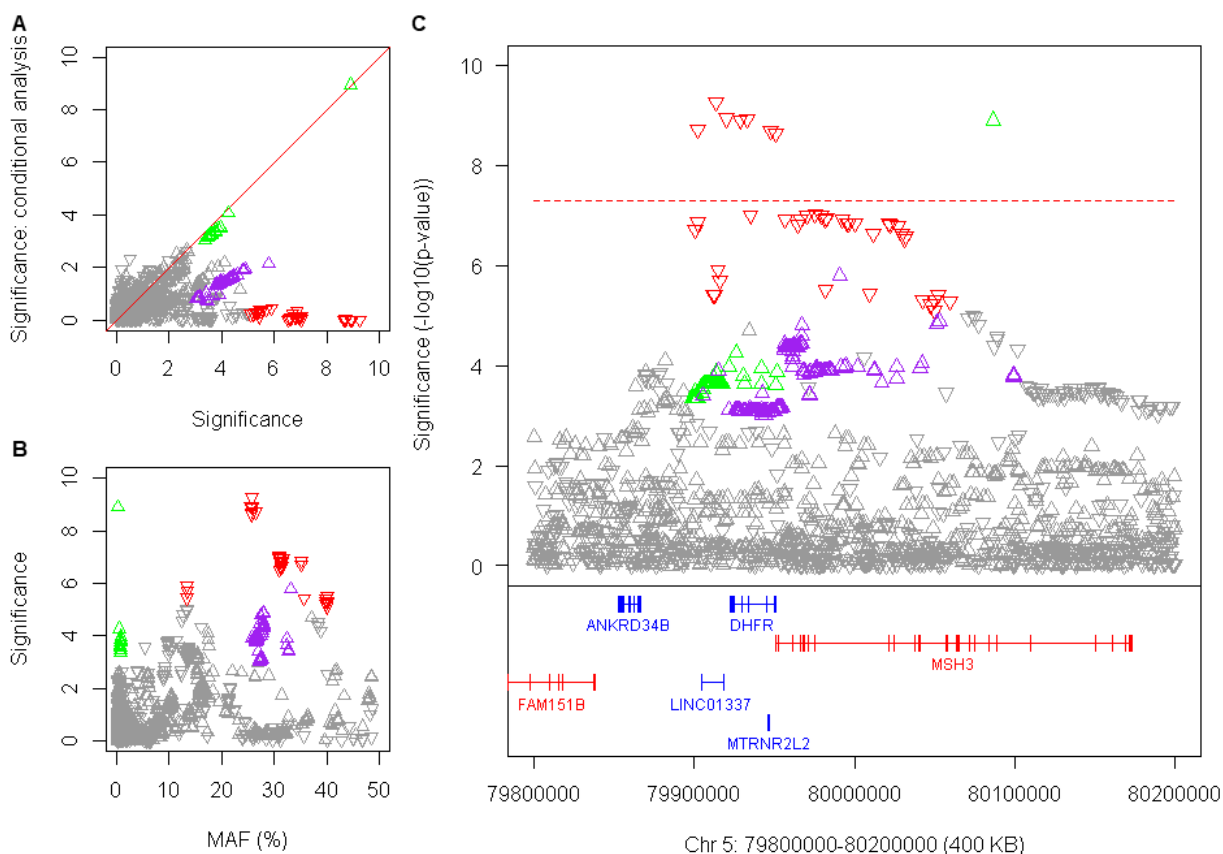 A
Significance: conditional analysis
10
8
6
4
2
0
0 2 4 6 8 10
Significance
B
Significance
10
8
6
4
2
0
0 10 20 30 40 50
MAF (%)
C
Significance (-log10(p-value))
10
8
6
4
2
0
ANKRD34B
DHFR
MSH3
FAM151B
LINC01337
MTRNR2L2
79800000 79900000 80000000 80100000 80200000
Chr 5: 79800000-80200000 (400 KB)